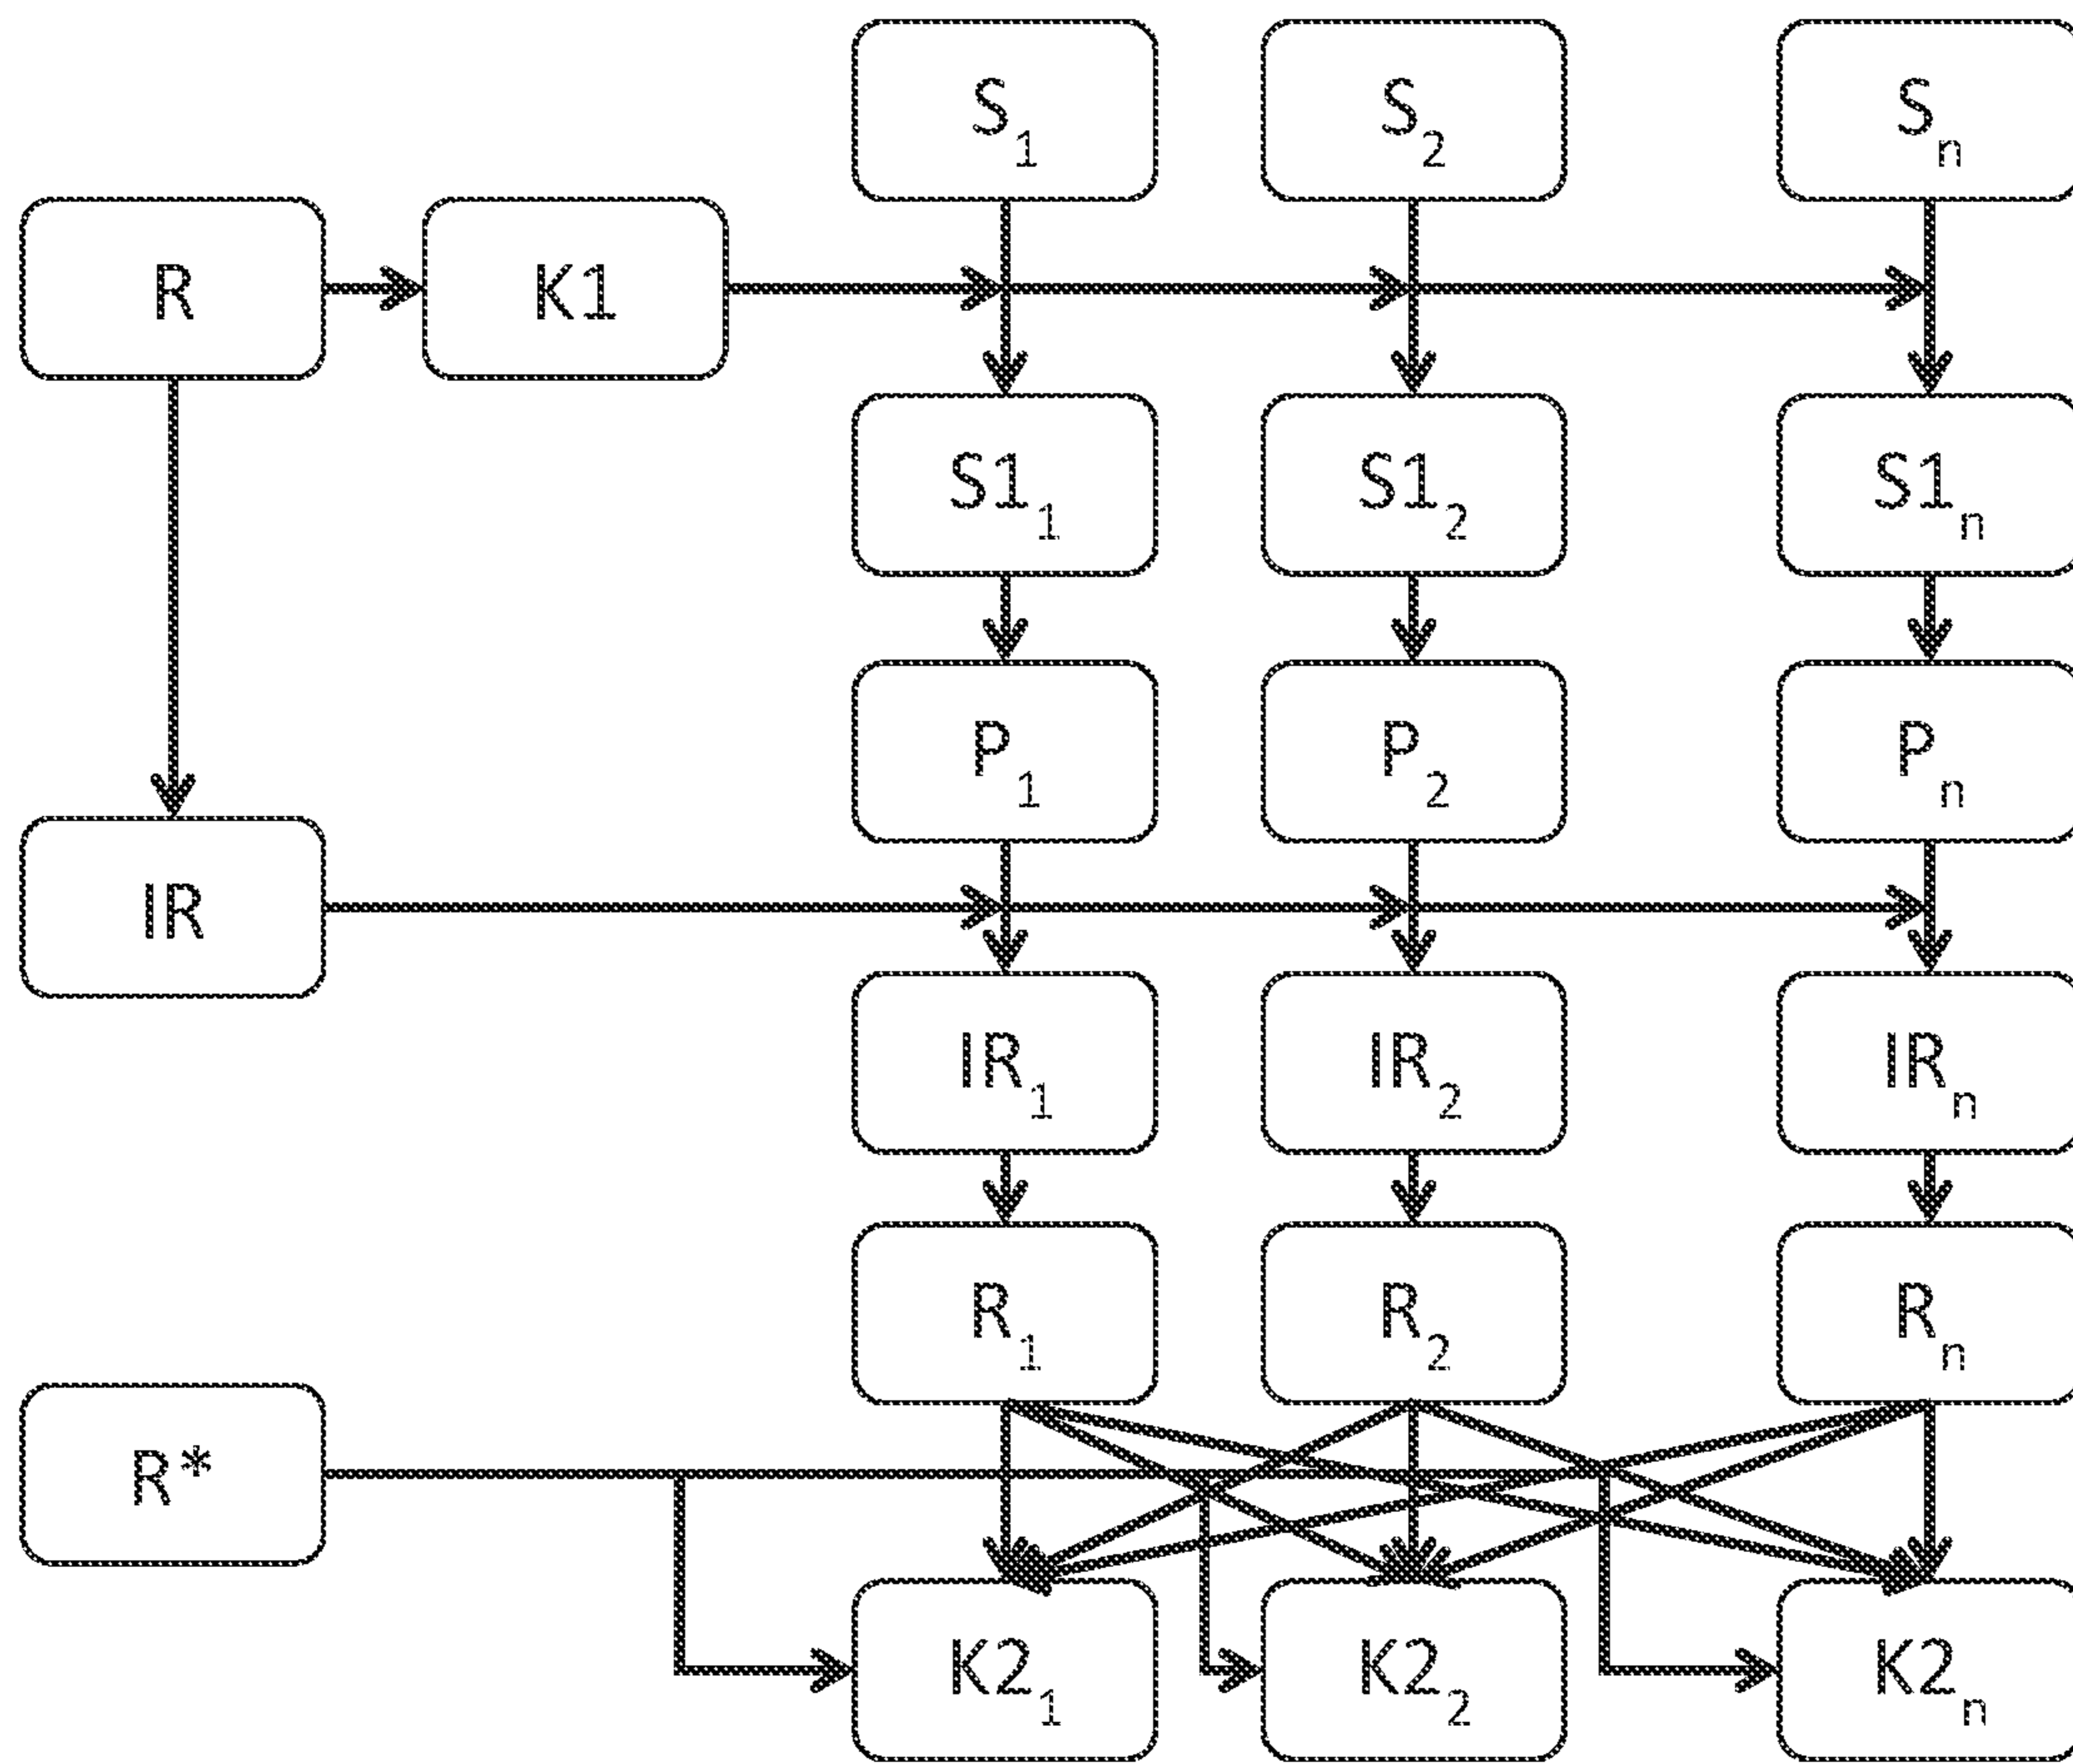 S₁ S₂ Sₙ
R K1
S1₁ S1₂ S1ₙ
P₁ P₂ Pₙ
IR
IR₁ IR₂ IRₙ
R₁ R₂ Rₙ
R*
K2₁ K2₂ K2ₙ